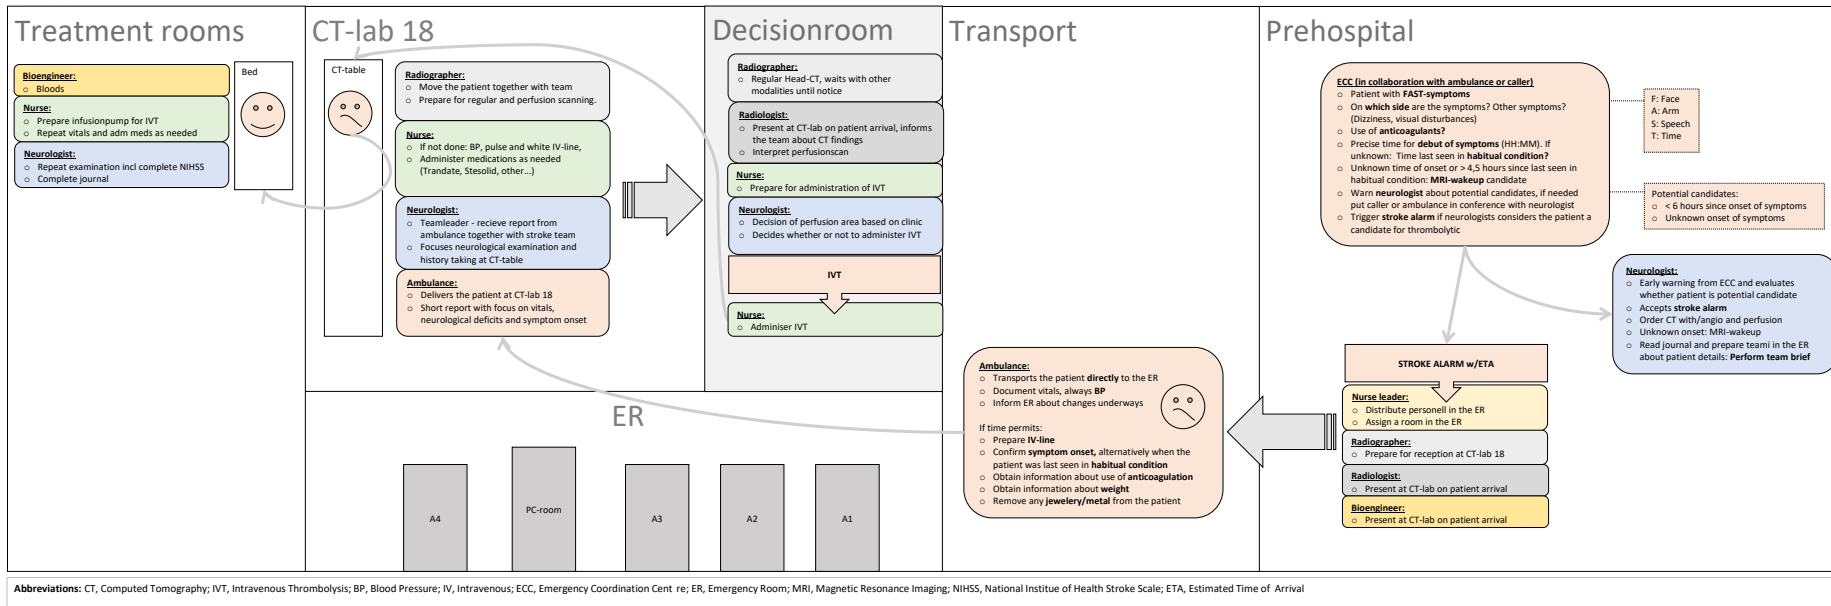 Treatment rooms
Bioengineer:
o Bloods
Nurse:
o Prepare infusionpump for IVT
o Repeat vitals and adm meds as needed
Neurologist:
o Repeat examination incl complete NIHSS
o Complete journal
Bed
CT-lab 18
CT-table
Radiographer:
o Move the patient together with team
o Prepare for regular and perfusion scanning.
Nurse:
o If not done: BP, pulse and white IV-line,
o Administer medications as needed
(Trandate, Stesolid, other...)
Neurologist:
o Teamleader - recieve report from
ambulance together with stroke team
o Focuses neurological examination and
history taking at CT-table
Ambulance:
o Delivers the patient at CT-lab 18
o Short report with focus on vitals,
neurological deficits and symptom onset
Decisionroom
Radiographer:
o Regular Head-CT, waits with other
modalities until notice
Radiologist:
o Present at CT-lab on patient arrival, informs
the team about CT findings
o Interpret perfusionscan
Nurse:
o Prepare for administration of IVT
Neurologist:
o Decision of perfusion area based on clinic
o Decides whether or not to administer IVT
IVT
Nurse:
o Adminiser IVT
ER
A4
PC-room
A3
A2
A1
Transport
Ambulance:
o Transports the patient directly to the ER
o Document vitals, always BP
o Inform ER about changes underways
If time permits:
o Prepare IV-line
o Confirm symptom onset, alternatively when the
patient was last seen in habitual condition
o Obtain information about use of anticoagulation
o Obtain information about weight
o Remove any jewelery/metal from the patient
Prehospital
ECC (in collaboration with ambulance or caller)
o Patient with FAST-symptoms
o On which side are the symptoms? Other symptoms?
(Dizziness, visual disturbances)
o Use of anticoagulants?
o Precise time for debut of symptoms (HH:MM). If
unknown: Time last seen in habitual condition?
o Unknown time of onset or > 4,5 hours since last seen in
habitual condition: MRI-wakeup candidate
o Warn neurologist about potential candidates, if needed
put caller or ambulance in conference with neurologist
o Trigger stroke alarm if neurologists considers the patient a
candidate for thrombolytic
F: Face
A: Arm
S: Speech
T: Time
Potential candidates:
o < 6 hours since onset of symptoms
o Unknown onset of symptoms
Neurologist:
o Early warning from ECC and evaluates
whether patient is potential candidate
o Accepts stroke alarm
o Order CT with/angio and perfusion
o Unknown onset: MRI-wakeup
o Read journal and prepare teami in the ER
about patient details: Perform team brief
STROKE ALARM w/ETA
Nurse leader:
o Distribute personell in the ER
o Assign a room in the ER
Radiographer:
o Prepare for reception at CT-lab 18
Radiologist:
o Present at CT-lab on patient arrival
Bioengineer:
o Present at CT-lab on patient arrival
Abbreviations: CT, Computed Tomography; IVT, Intravenous Thrombolysis; BP, Blood Pressure; IV, Intravenous; ECC, Emergency Coordination Cent re; ER, Emergency Room; MRI, Magnetic Resonance Imaging; NIHSS, National Institue of Health Stroke Scale; ETA, Estimated Time of Arrival